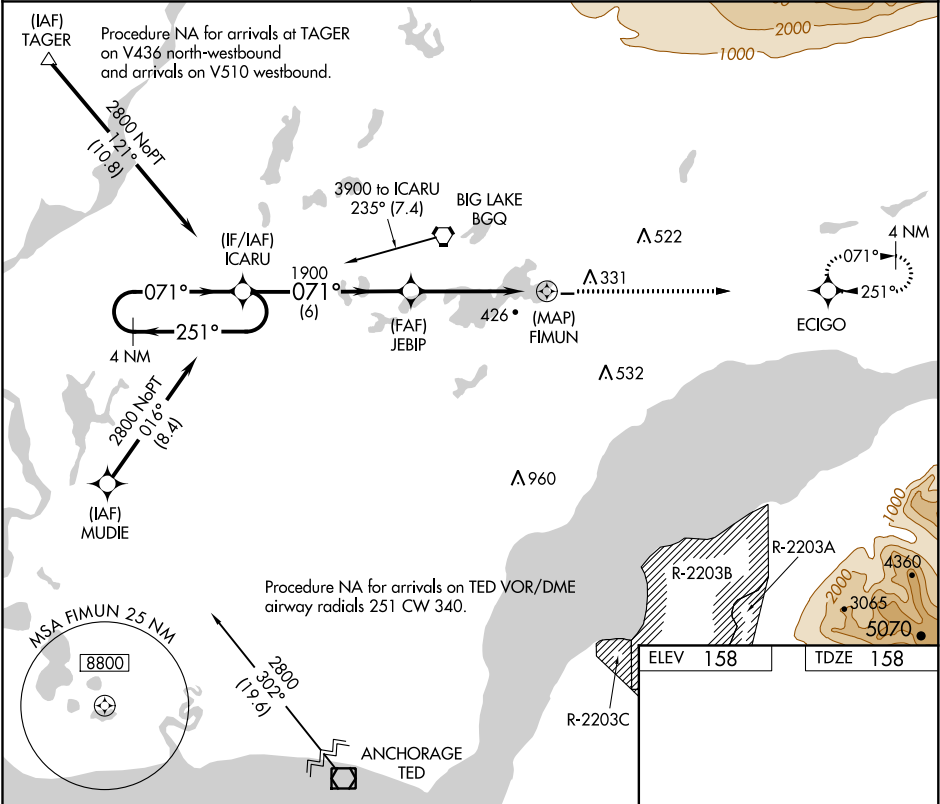 (IAF)
TAGER
Procedure NA for arrivals at TAGER
on V436 north-westbound
and arrivals on V510 westbound.
2000
1000
2800 NoPT
121°
(10.8)
3900 to ICARU
235° (7.4)
BIG LAKE
BGQ
522
4 NM
071°
251°
ECIGO
(IF/IAF)
ICARU
1900
071°
(6)
071°
251°
4 NM
(FAF)
JEBIP
426
331
(MAP)
FIMUN
532
2800 NoPT
016°
(8.4)
(IAF)
MUDIE
960
1000
2000
4360
3065
5070
R-2203A
R-2203B
R-2203C
Procedure NA for arrivals on TED VOR/DME
airway radials 251 CW 340.
MSA FIMUN 25 NM
8800
2800
302°
(19.6)
ANCHORAGE
TED
ELEV 158
TDZE 158